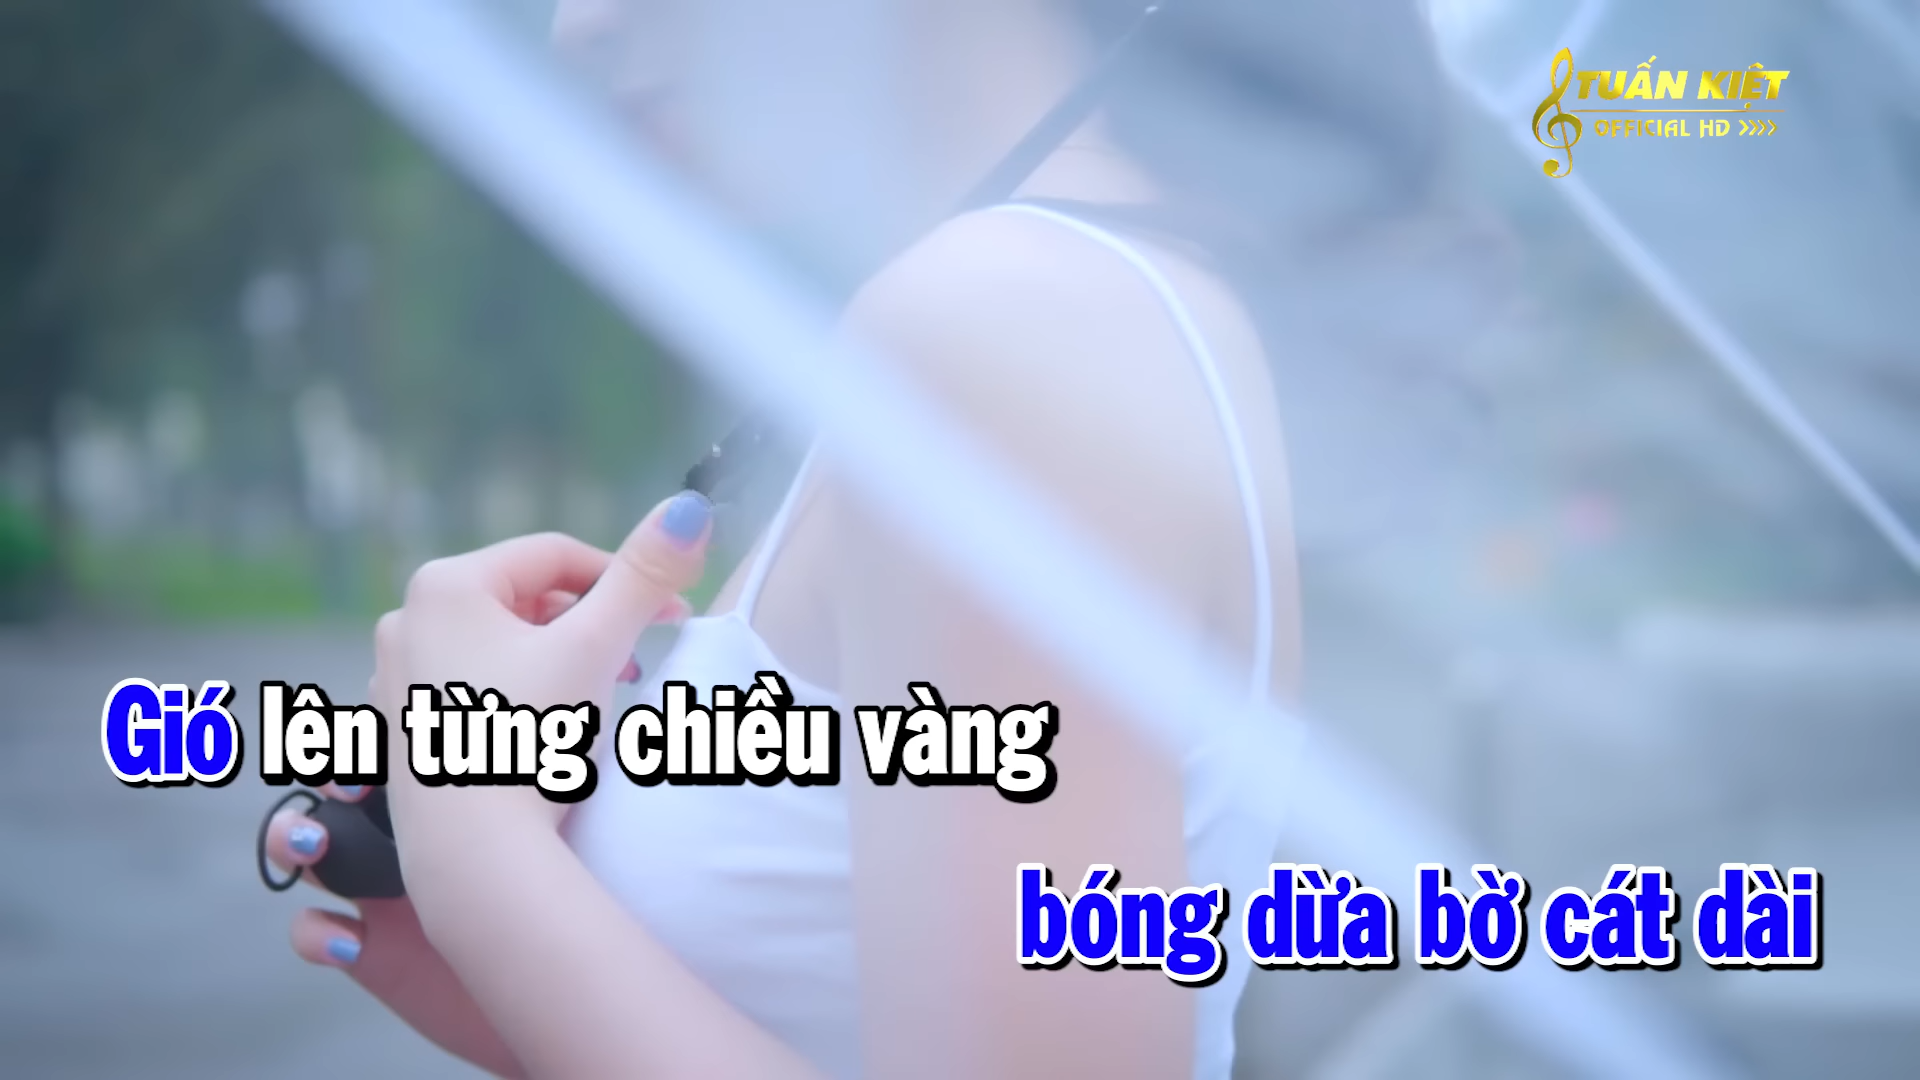 TUẤN KIỆT
OFFICIAL HD >>>>
Gió lên từng chiều vàng
bóng dừa bờ cát dài